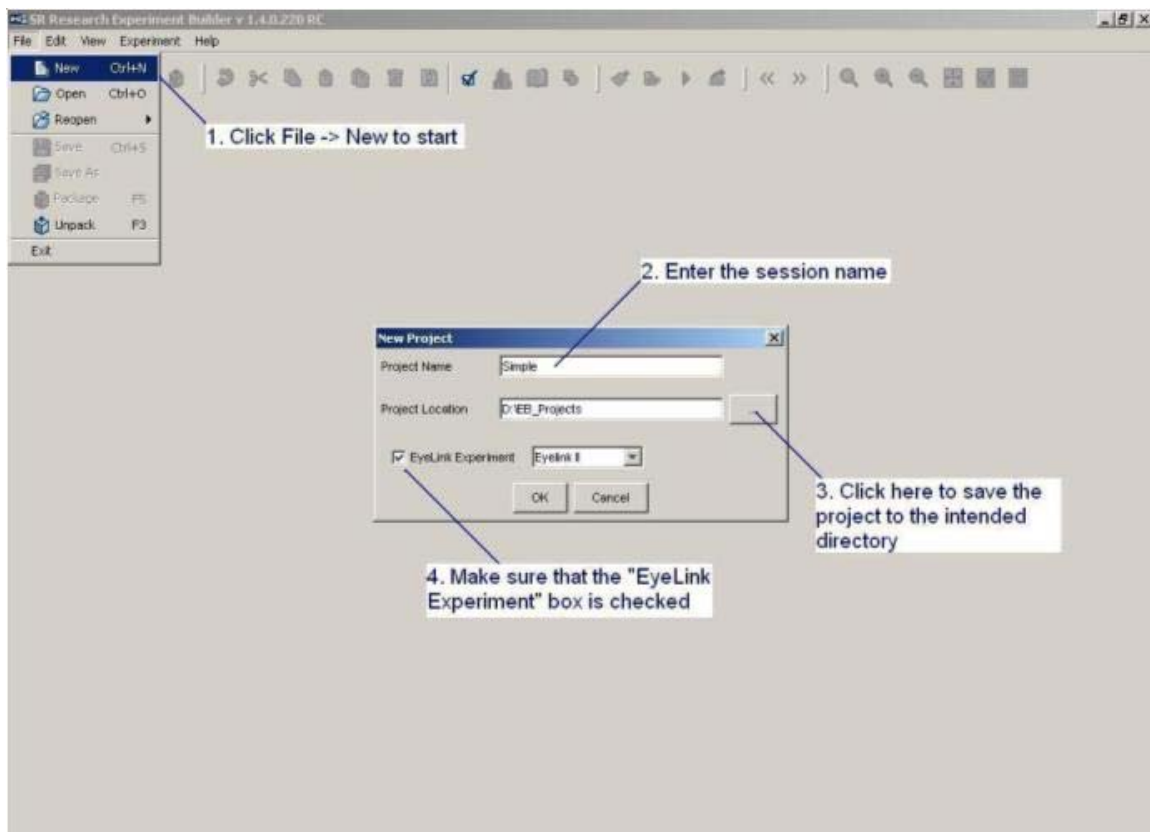 SR Research Experiment Builder v 1.4.0.220 RC
File Edit View Experiment Help
New Ctrl+N
Open Ctrl+O
Reopen
Save Ctrl+S
Save As
Package F5
Unpack F3
Exit
1. Click File -> New to start
2. Enter the session name
New Project
Project Name Simple
Project Location D:\EB_Projects ...
EyeLink Experiment Eyelink II
OK Cancel
3. Click here to save the
project to the intended
directory
4. Make sure that the "EyeLink
Experiment" box is checked